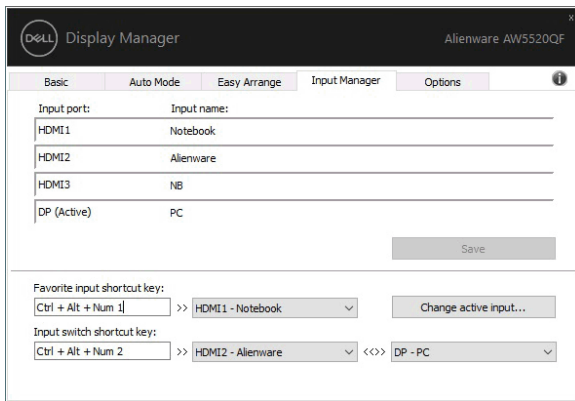 DELL Display Manager
Alienware AW5520QF
x
Basic Auto Mode Easy Arrange Input Manager Options i
Input port: Input name:
HDMI1 Notebook
HDMI2 Alienware
HDMI3 NB
DP (Active) PC
Save
Favorite input shortcut key:
Ctrl + Alt + Num 1 >> HDMI1 - Notebook Change active input...
Input switch shortcut key:
Ctrl + Alt + Num 2 >> HDMI2 - Alienware <<>> DP - PC